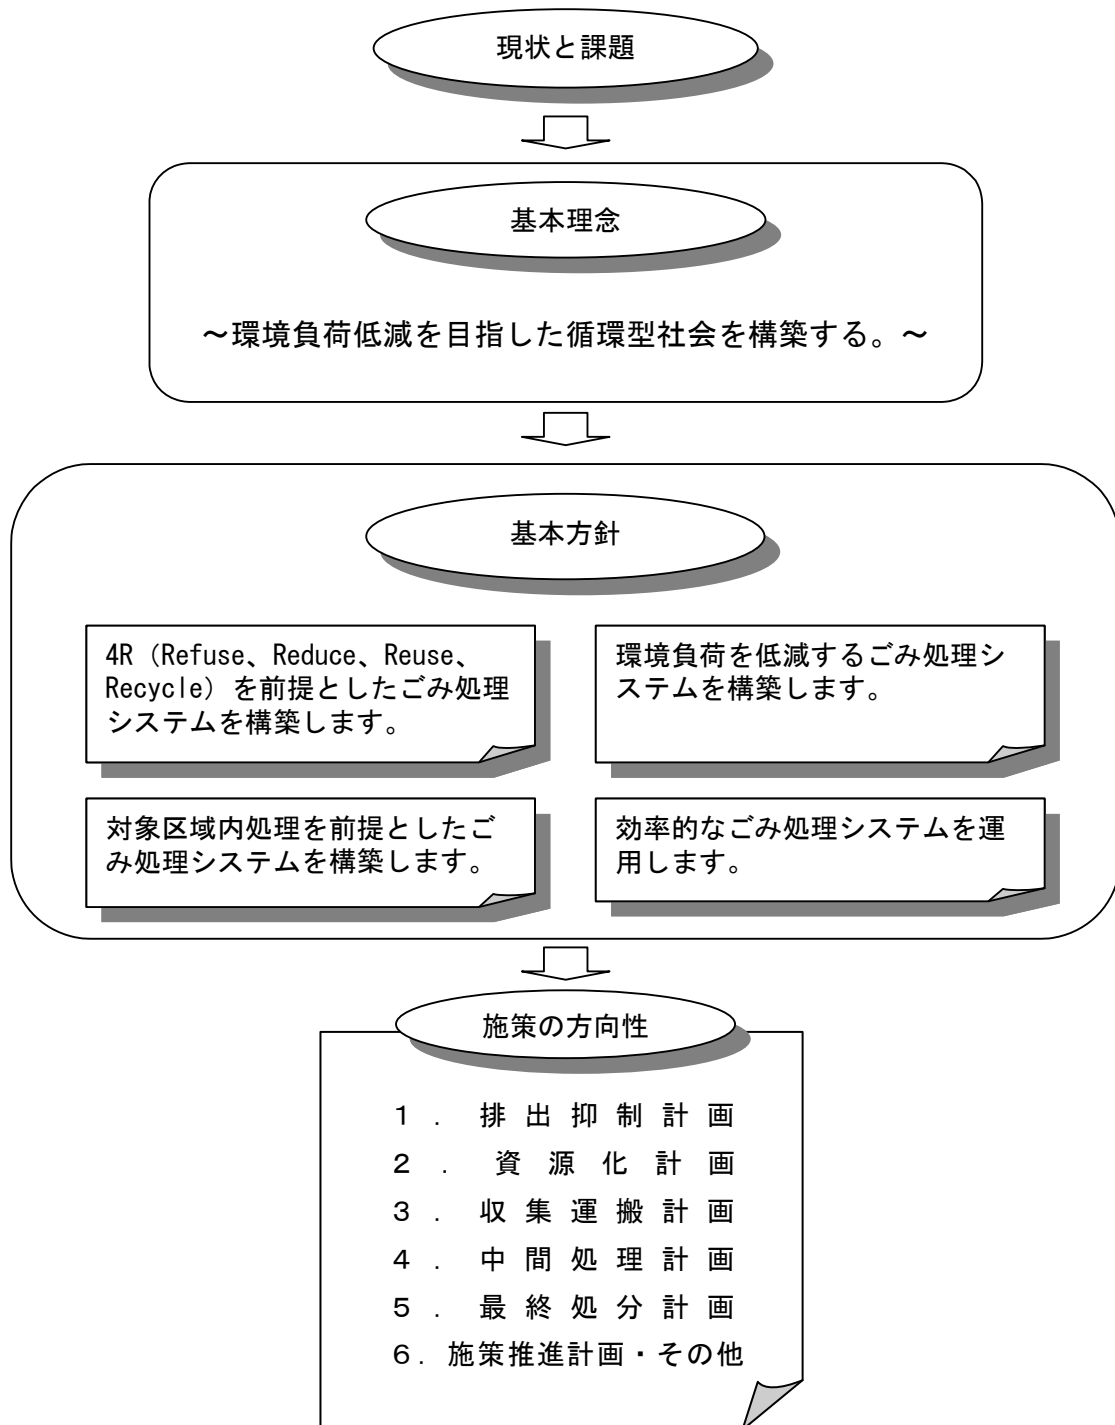 現状と課題
基本理念
～環境負荷低減を目指した循環型社会を構築する。～
基本方針
4R（Refuse、Reduce、Reuse、
Recycle）を前提としたごみ処理
システムを構築します。
環境負荷を低減するごみ処理シ
ステムを構築します。
対象区域内処理を前提としたご
み処理システムを構築します。
効率的なごみ処理システムを運
用します。
施策の方向性
１．排出抑制計画
２．資源化計画
３．収集運搬計画
４．中間処理計画
５．最終処分計画
６．施策推進計画・その他